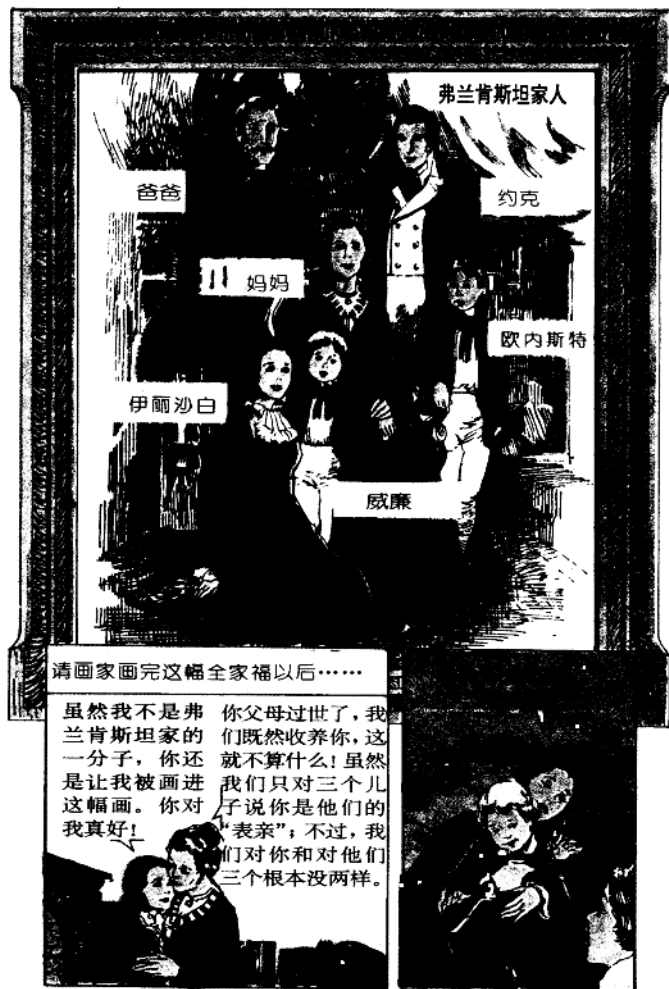 弗兰肯斯坦家人
爸爸
约克
妈妈
欧内斯特
伊丽沙白
威廉
请画家画完这幅全家福以后……
虽然我不是弗
兰肯斯坦家的
一分子，你还
是让我被画进
这幅画。你对
我真好！
你父母过世了，我
们既然收养你，这
就不算什么！虽然
我们只对三个儿
子说你是他们的
“表亲”；不过，我
们对你和对他们
三个根本没两样。